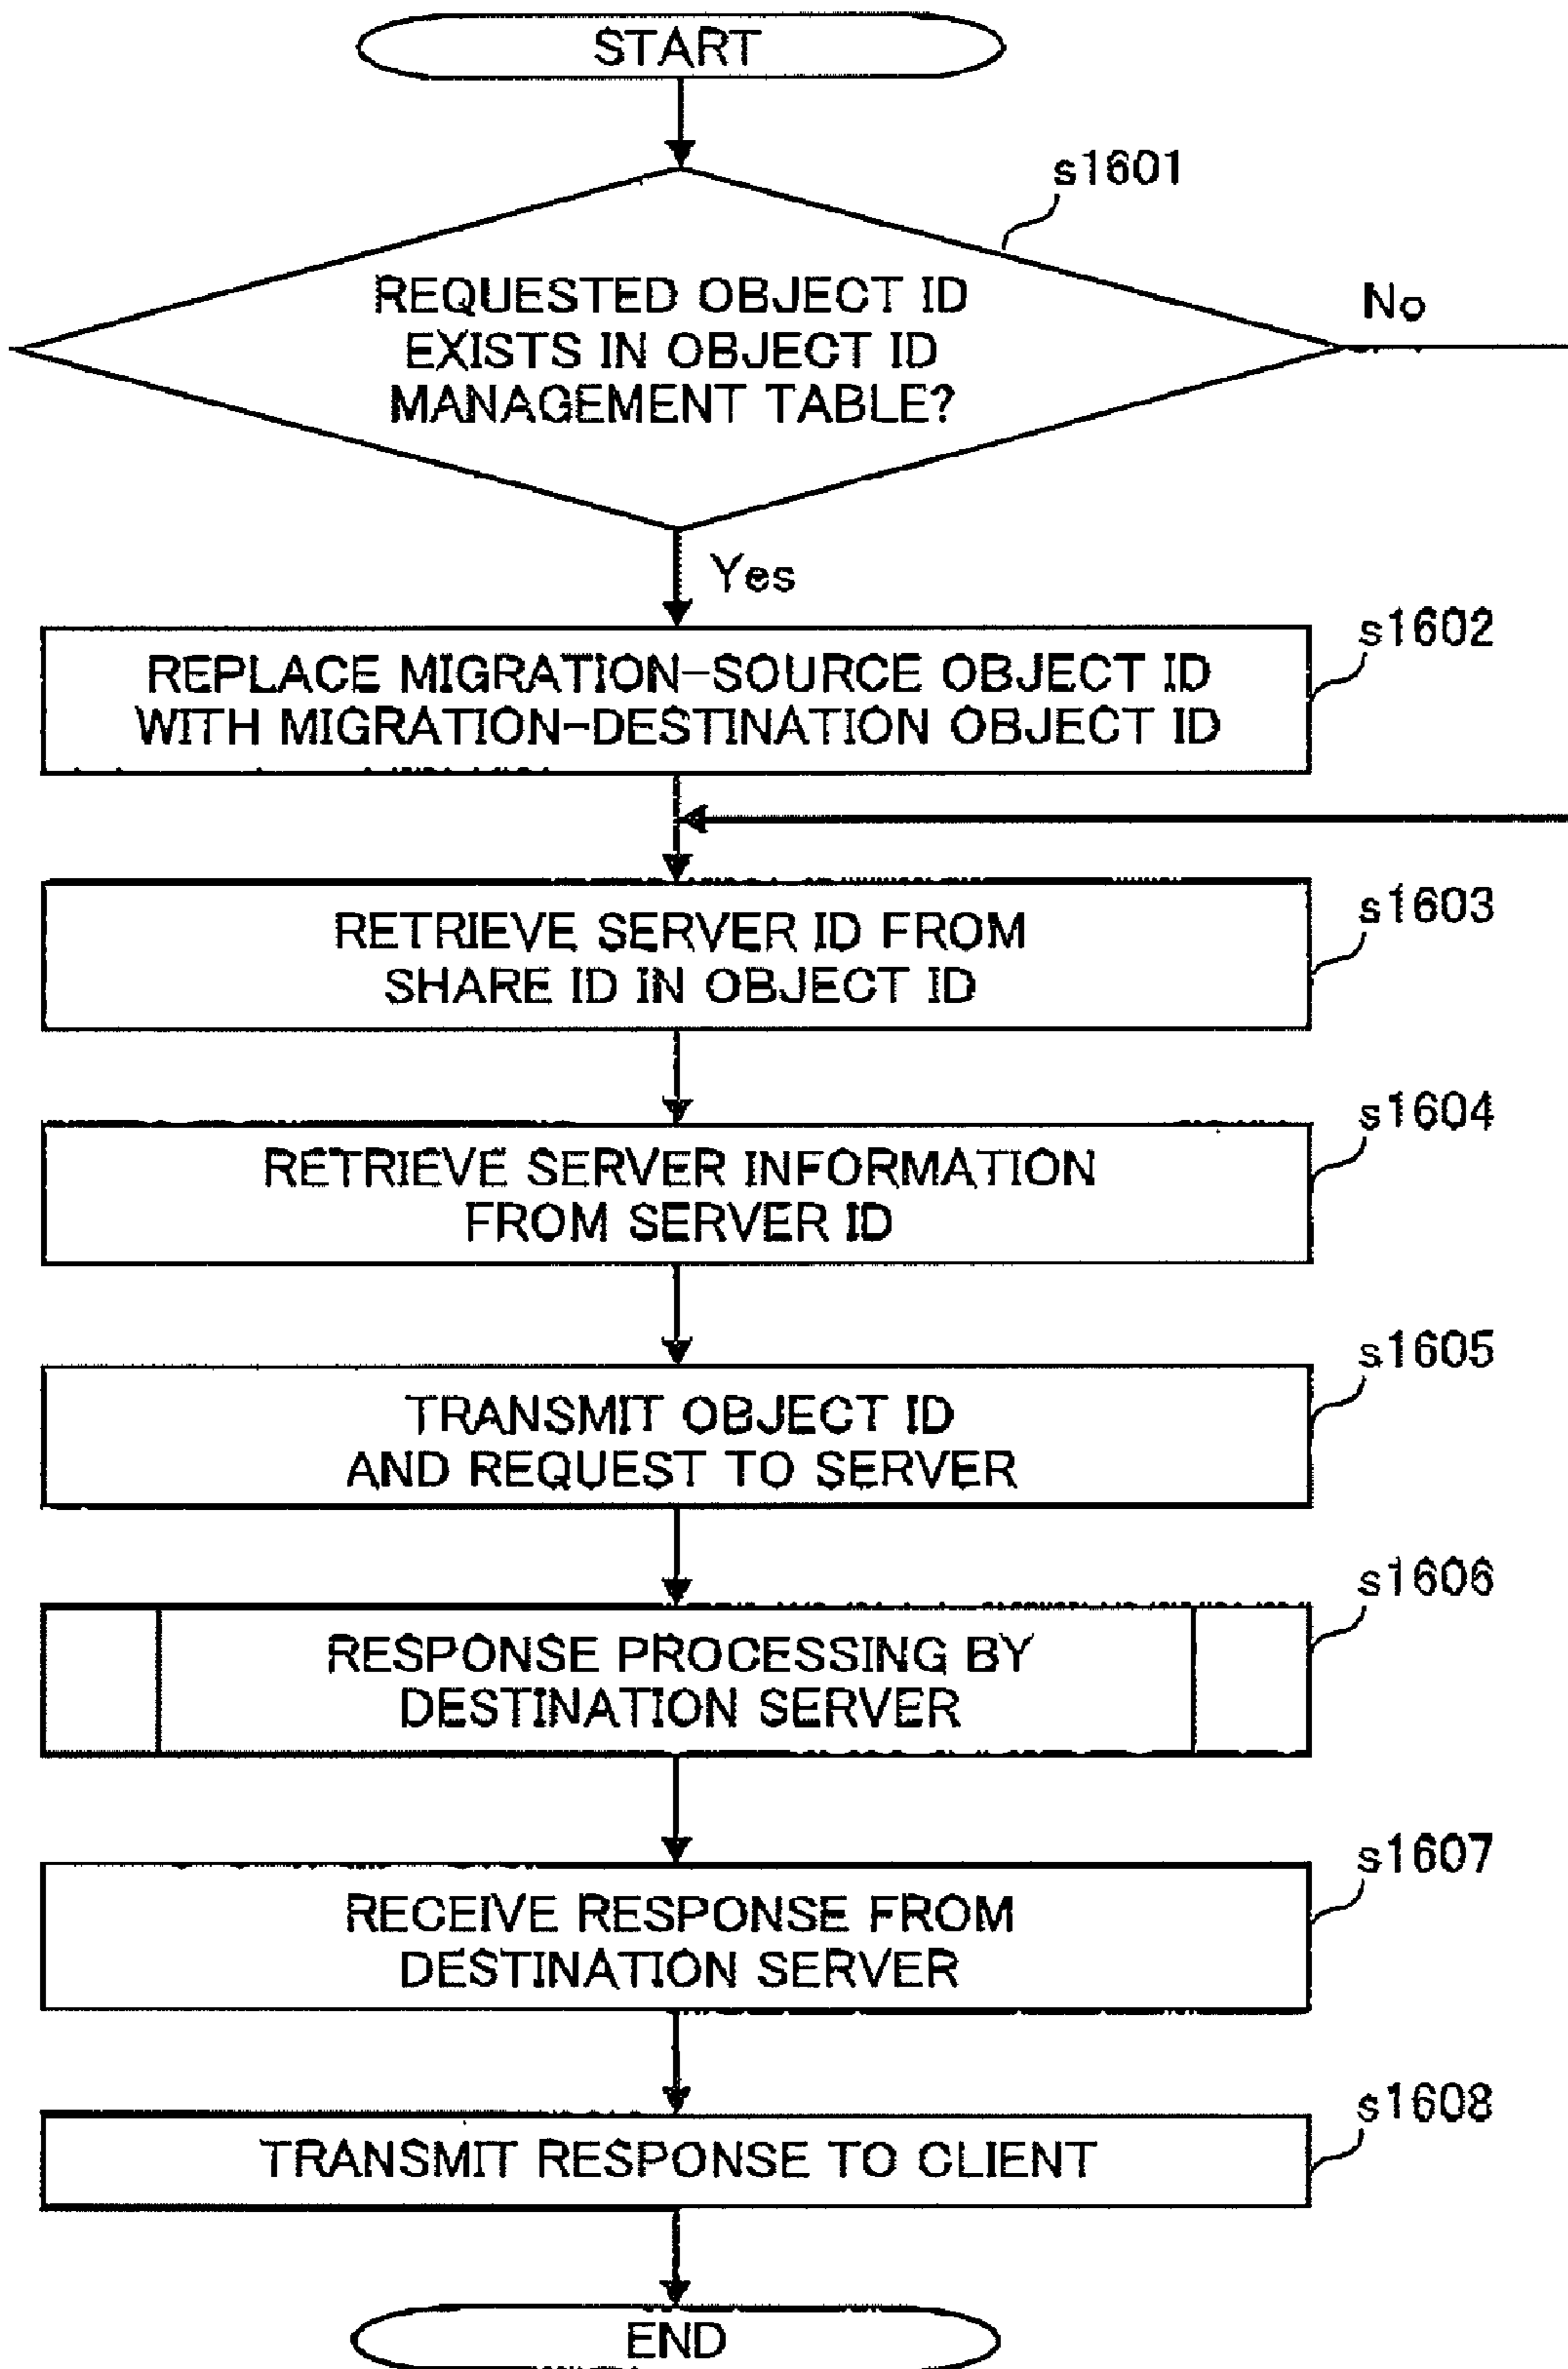 START
s1601
REQUESTED OBJECT ID
EXISTS IN OBJECT ID
MANAGEMENT TABLE?
No
Yes
s1602
REPLACE MIGRATION-SOURCE OBJECT ID
WITH MIGRATION-DESTINATION OBJECT ID
s1603
RETRIEVE SERVER ID FROM
SHARE ID IN OBJECT ID
s1604
RETRIEVE SERVER INFORMATION
FROM SERVER ID
s1605
TRANSMIT OBJECT ID
AND REQUEST TO SERVER
s1606
RESPONSE PROCESSING BY
DESTINATION SERVER
s1607
RECEIVE RESPONSE FROM
DESTINATION SERVER
s1608
TRANSMIT RESPONSE TO CLIENT
END